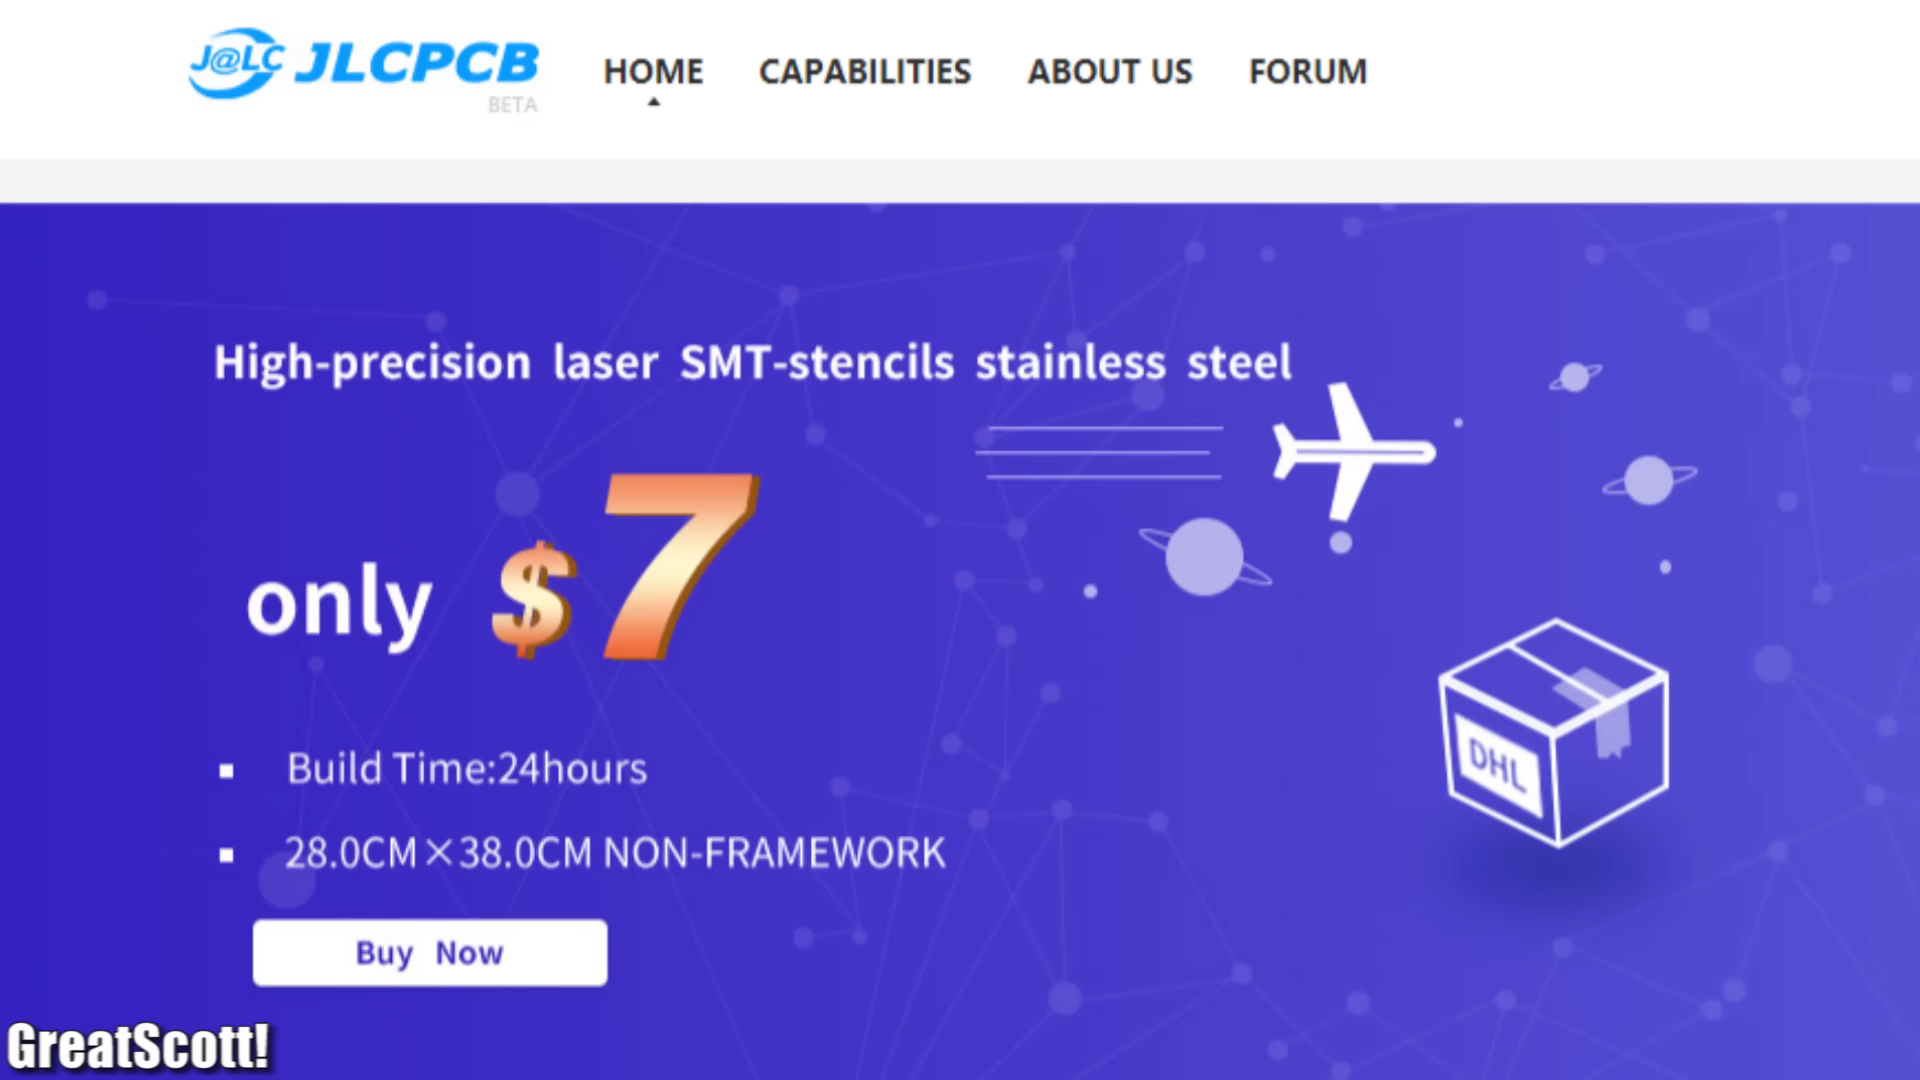 J@LC JLCPCB
BETA
HOME
CAPABILITIES
ABOUT US
FORUM
High-precision laser SMT-stencils stainless steel
only $7
Build Time:24hours
28.0CM×38.0CM NON-FRAMEWORK
DHL
Buy Now
GreatScott!